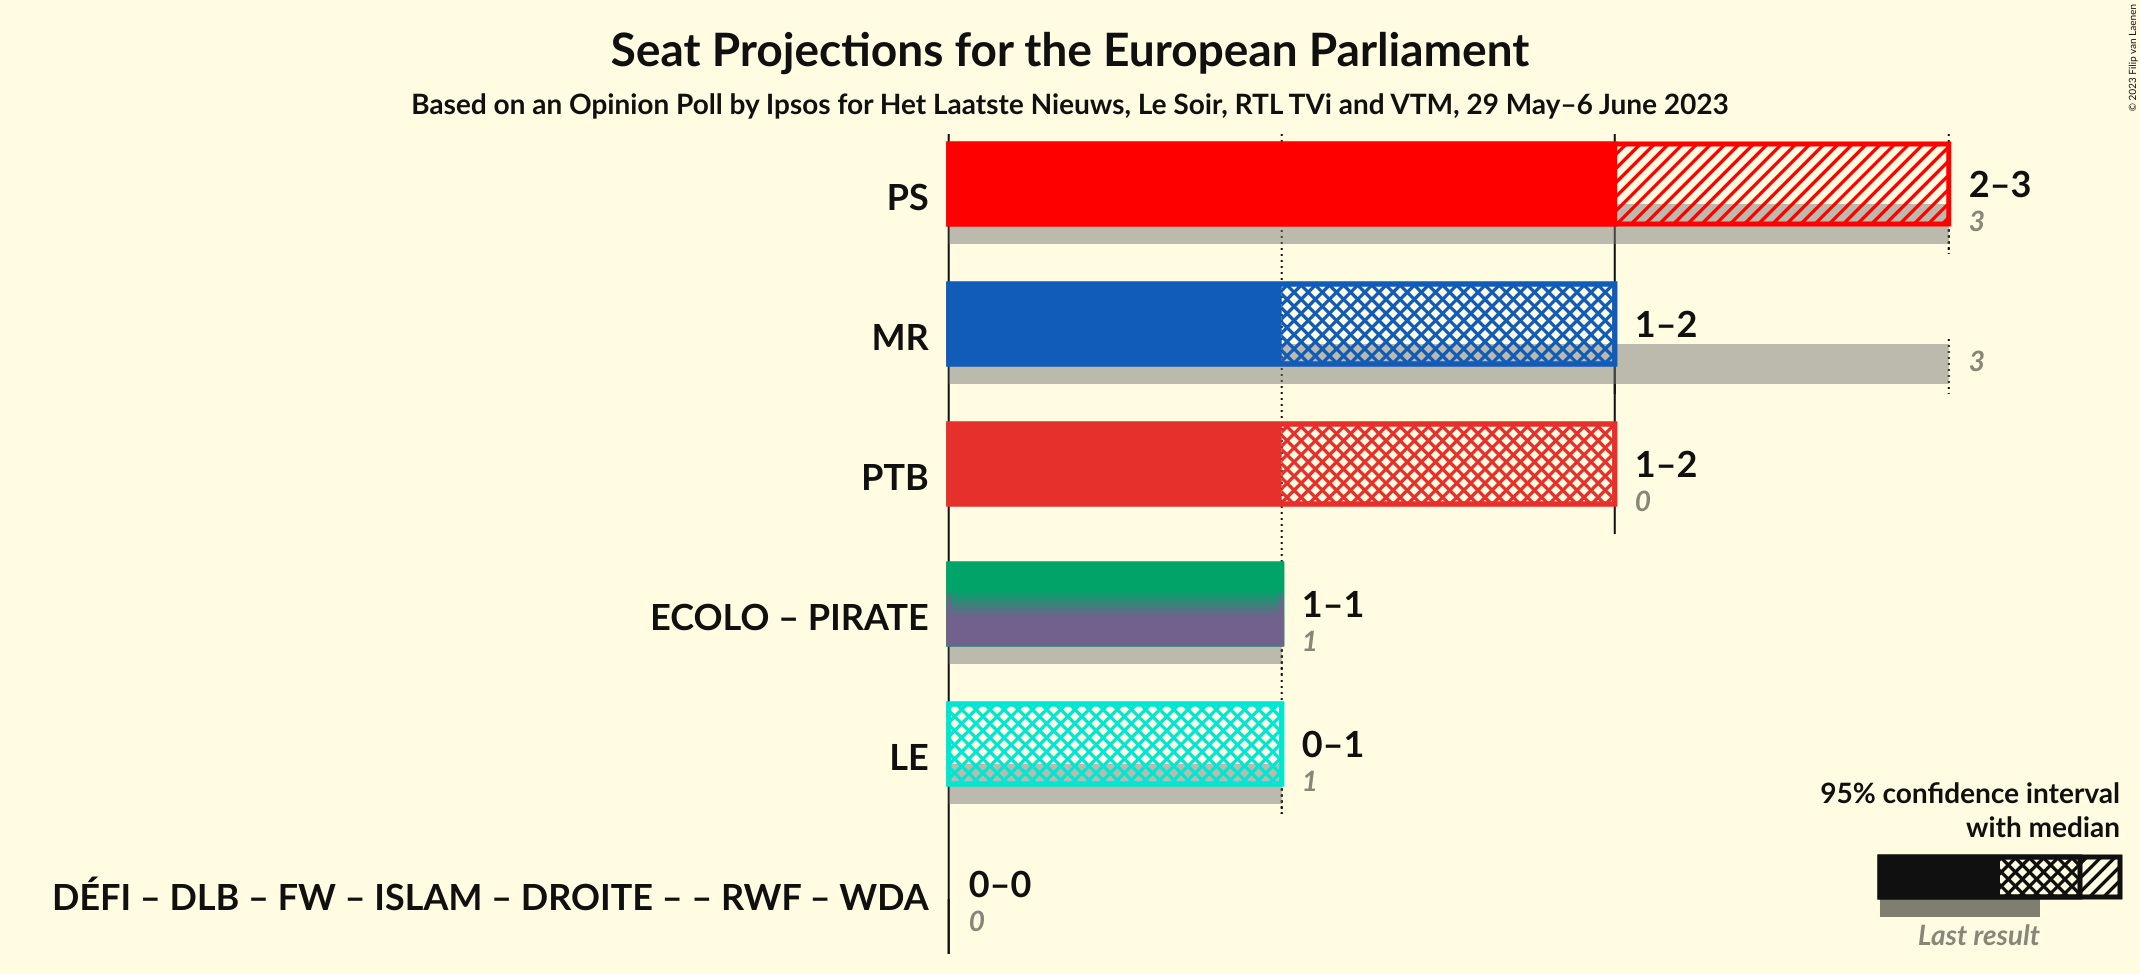 Seat Projections for the European Parliament
Based on an Opinion Poll by Ipsos for Het Laatste Nieuws, Le Soir, RTL TVi and VTM, 29 May–6 June 2023
© 2023 Filip van Laenen
PS
2–3
3
MR
1–2
3
PTB
1–2
0
ECOLO – PIRATE
1–1
1
LE
0–1
1
DÉFI – DLB – FW – ISLAM – DROITE – – RWF – WDA
0–0
0
95% confidence interval
with median
Last result